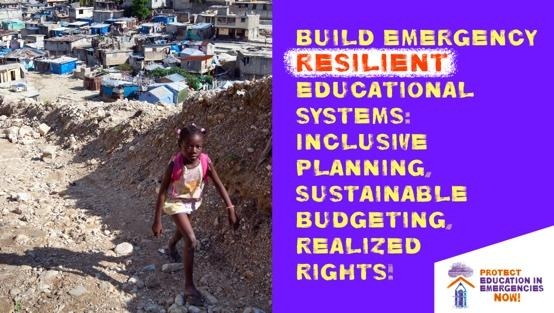 BUILD EMERGENCY
RESILIENT
EDUCATIONAL
SYSTEMS:
INCLUSIVE
PLANNING,
SUSTAINABLE
BUDGETING,
REALIZED
RIGHTS!
PROTECT
EDUCATION IN
EMERGENCIES
NOW!